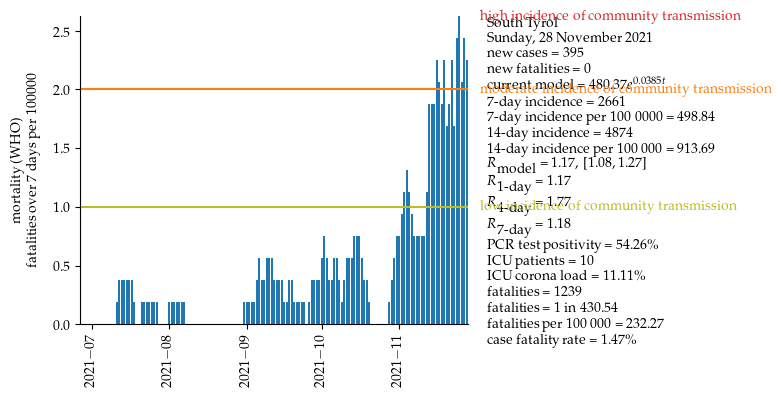 high incidence of community transmission
South Tyrol
Sunday, 28 November 2021
new cases = 395
new fatalities = 0
current model = 480.37e^0.0385t
moderate incidence of community transmission
7-day incidence = 2661
7-day incidence per 100 0000 = 498.84
14-day incidence = 4874
14-day incidence per 100 000 = 913.69
R_model = 1.17, [1.08, 1.27]
R_1-day = 1.17
R_4-day = 1.77
low incidence of community transmission
R_7-day = 1.18
PCR test positivity = 54.26%
ICU patients = 10
ICU corona load = 11.11%
fatalities = 1239
fatalities = 1 in 430.54
fatalities per 100 000 = 232.27
case fatality rate = 1.47%
mortality (WHO)
fatalities over 7 days per 100000
2.5
2.0
1.5
1.0
0.5
0.0
2021−07
2021−08
2021−09
2021−10
2021−11